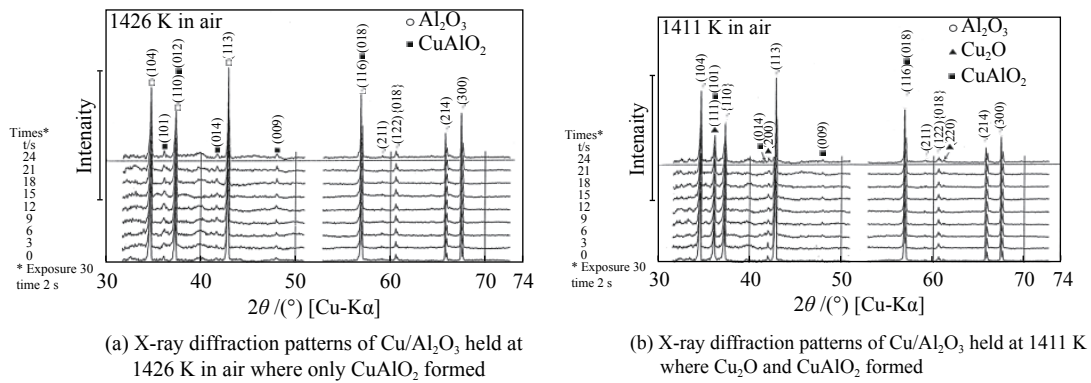 1426 K in air
□ Al₂O₃
■ CuAlO₂
□(104)
■(101)
□(110)■(012)
■(014)
□(113)
■(009)
□(116)■(018)
(211)
(122){018}
(214)
(300)
Intenaity
Times*
t/s
24
21
18
15
12
9
6
3
0
* Exposure 30
time 2 s
40 50 60 70 74
2θ /(°) [Cu-Kα]
(a) X-ray diffraction patterns of Cu/Al₂O₃ held at
1426 K in air where only CuAlO₂ formed
1411 K in air
○ Al₂O₃
▲ Cu₂O
■ CuAlO₂
(104)
▲(111)■(101)
{110}
■(014)
▲(200)
(113)
■(009)
(116)■(018)
(211)
(122){018}
▲(220)
(214)
(300)
Intenaity
Times*
t/s
24
21
18
15
12
9
6
3
0
* Exposure
time 2 s
30 40 50 60 70 74
2θ /(°) [Cu-Kα]
(b) X-ray diffraction patterns of Cu/Al₂O₃ held at 1411 K
where Cu₂O and CuAlO₂ formed